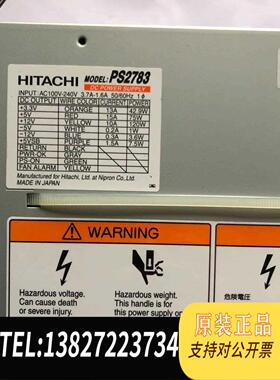 HITACHI MODEL: PS2783
DC POWER SUPPLY
INPUT: AC100V-240V 3.7A-1.6A 50/60Hz 1ϕ
DC-OUTPUT WIRE COLOR CURRENT POWER
+3.3V ORANGE 13A 42.9W
+5V RED 15A 75W
+12V YELLOW 10A 120W
-5V WHITE 0.2A 1W
-12V BLUE 0.3A 3.6W
+5VSB PURPLE 1.5A 7.5W
RETURN BLACK
PWR-OK GRAY
PS-ON GREEN
FAN ALARM YELLOW
Manufactured for Hitachi, Ltd. at Nipron Co.,Ltd.
MADE IN JAPAN
WARNING
Hazardous voltage.
Can cause death
or severe injury.
Hazardous weight.
This handle is for
this power supply on
危険電圧
原装正品
支持对公开票
TEL:13827223734